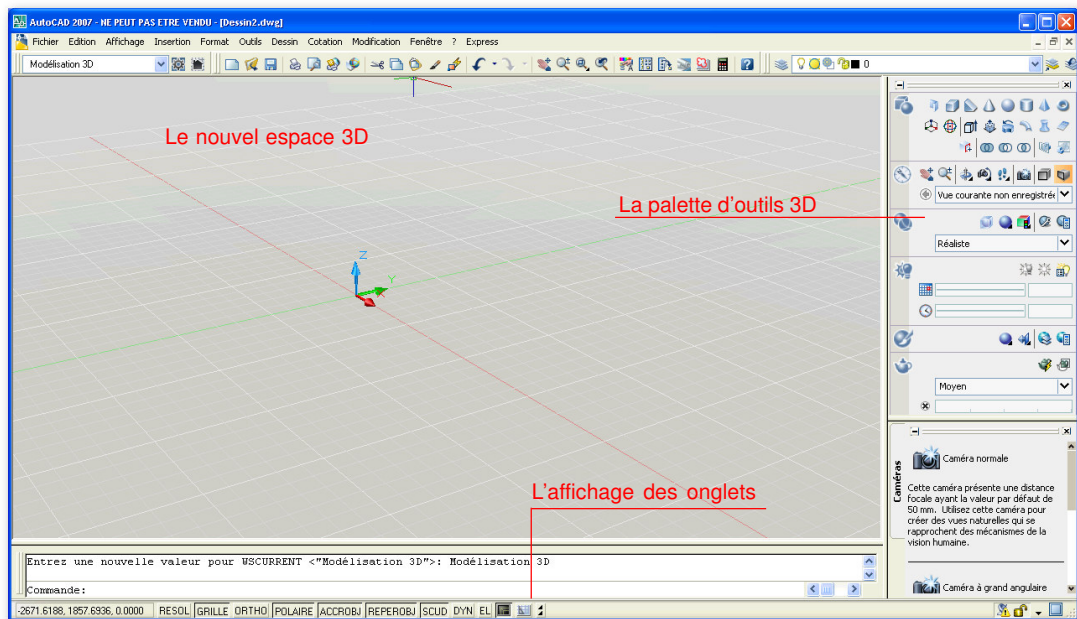 AutoCAD 2007 - NE PEUT PAS ETRE VENDU - [Dessin2.dwg]
Fichier Edition Affichage Insertion Format Outils Dessin Cotation Modification Fenêtre ? Express
Modélisation 3D
0
Le nouvel espace 3D
Vue courante non enregistrée
La palette d'outils 3D
Réaliste
Z
Y
X
Moyen
Caméras
Caméra normale
L'affichage des onglets
Cette caméra présente une distance
focale ayant la valeur par défaut de
50 mm. Utilisez cette caméra pour
créer des vues naturelles qui se
rapprochent des mécanismes de la
vision humaine.
Entrez une nouvelle valeur pour WSCURRENT <"Modélisation 3D">: Modélisation 3D
Caméra à grand angulaire
Commande:
-2671.6188, 1857.6936, 0.0000 RESOL GRILLE ORTHO POLAIRE ACCROBJ REPEROBJ SCUD DYN EL